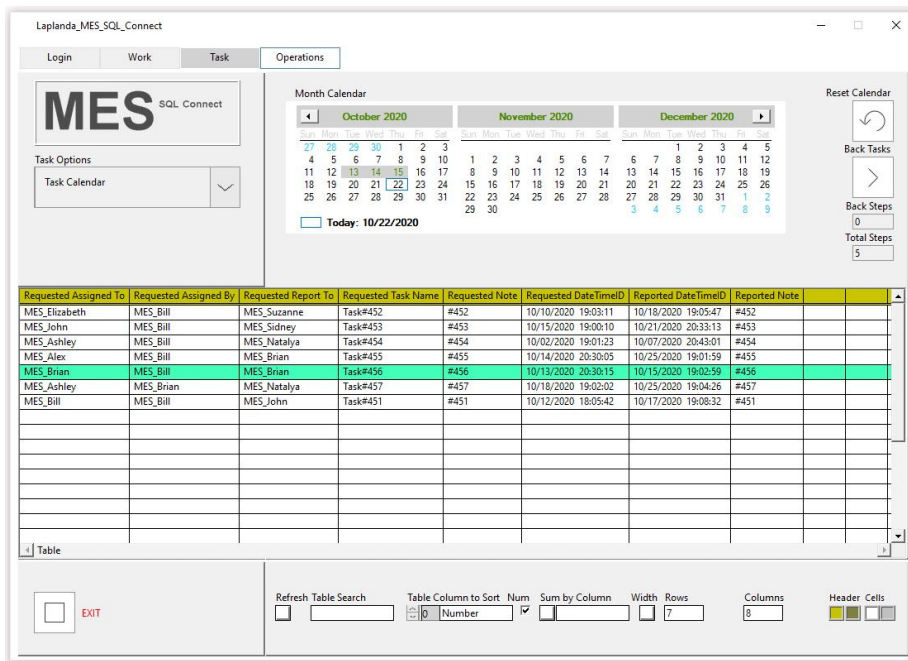 Laplanda_MES_SQL_Connect
Login Work Task Operations
MES SQL Connect
Task Options
Task Calendar
Month Calendar
October 2020 November 2020 December 2020
Sun Mon Tue Wed Thu Fri Sat Sun Mon Tue Wed Thu Fri Sat Sun Mon Tue Wed Thu Fri Sat
27 28 29 30 1 2 3 1 2 3 4 5
4 5 6 7 8 9 10 1 2 3 4 5 6 7 6 7 8 9 10 11 12
11 12 13 14 15 16 17 8 9 10 11 12 13 14 13 14 15 16 17 18 19
18 19 20 21 22 23 24 15 16 17 18 19 20 21 20 21 22 23 24 25 26
25 26 27 28 29 30 31 22 23 24 25 26 27 28 27 28 29 30 31 1 2
29 30 3 4 5 6 7 8 9
Today: 10/22/2020
Reset Calendar
Back Tasks
Back Steps
0
Total Steps
5
Requested Assigned To Requested Assigned By Requested Report To Requested Task Name Requested Note Requested DateTimeID Reported DateTimeID Reported Note
MES_Elizabeth MES_Bill MES_Suzanne Task#452 #452 10/10/2020 19:03:11 10/18/2020 19:05:47 #452
MES_John MES_Bill MES_Sidney Task#453 #453 10/15/2020 19:00:10 10/21/2020 20:33:13 #453
MES_Ashley MES_Bill MES_Natalya Task#454 #454 10/02/2020 19:01:23 10/07/2020 20:43:01 #454
MES_Alex MES_Bill MES_Brian Task#455 #455 10/14/2020 20:30:05 10/25/2020 19:01:59 #455
MES_Brian MES_Bill MES_Brian Task#456 #456 10/13/2020 20:30:15 10/15/2020 19:02:59 #456
MES_Ashley MES_Brian MES_Natalya Task#457 #457 10/18/2020 19:02:02 10/25/2020 19:04:26 #457
MES_Bill MES_Bill MES_John Task#451 #451 10/12/2020 18:05:42 10/17/2020 19:08:32 #451
Table
EXIT
Refresh Table Search Table Column to Sort Num Sum by Column Width Rows Columns Header Cells
0 Number 7 8